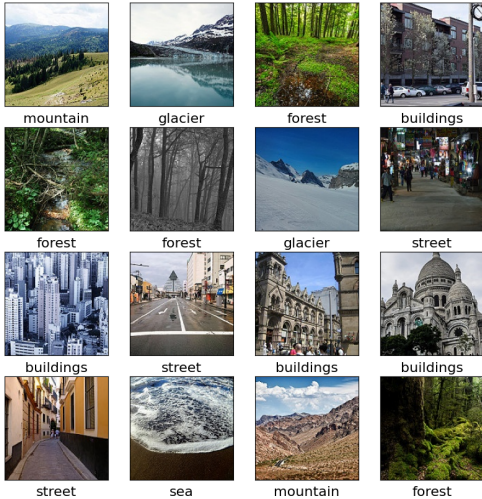 mountain glacier forest buildings
forest forest glacier street
buildings street buildings buildings
street sea mountain forest